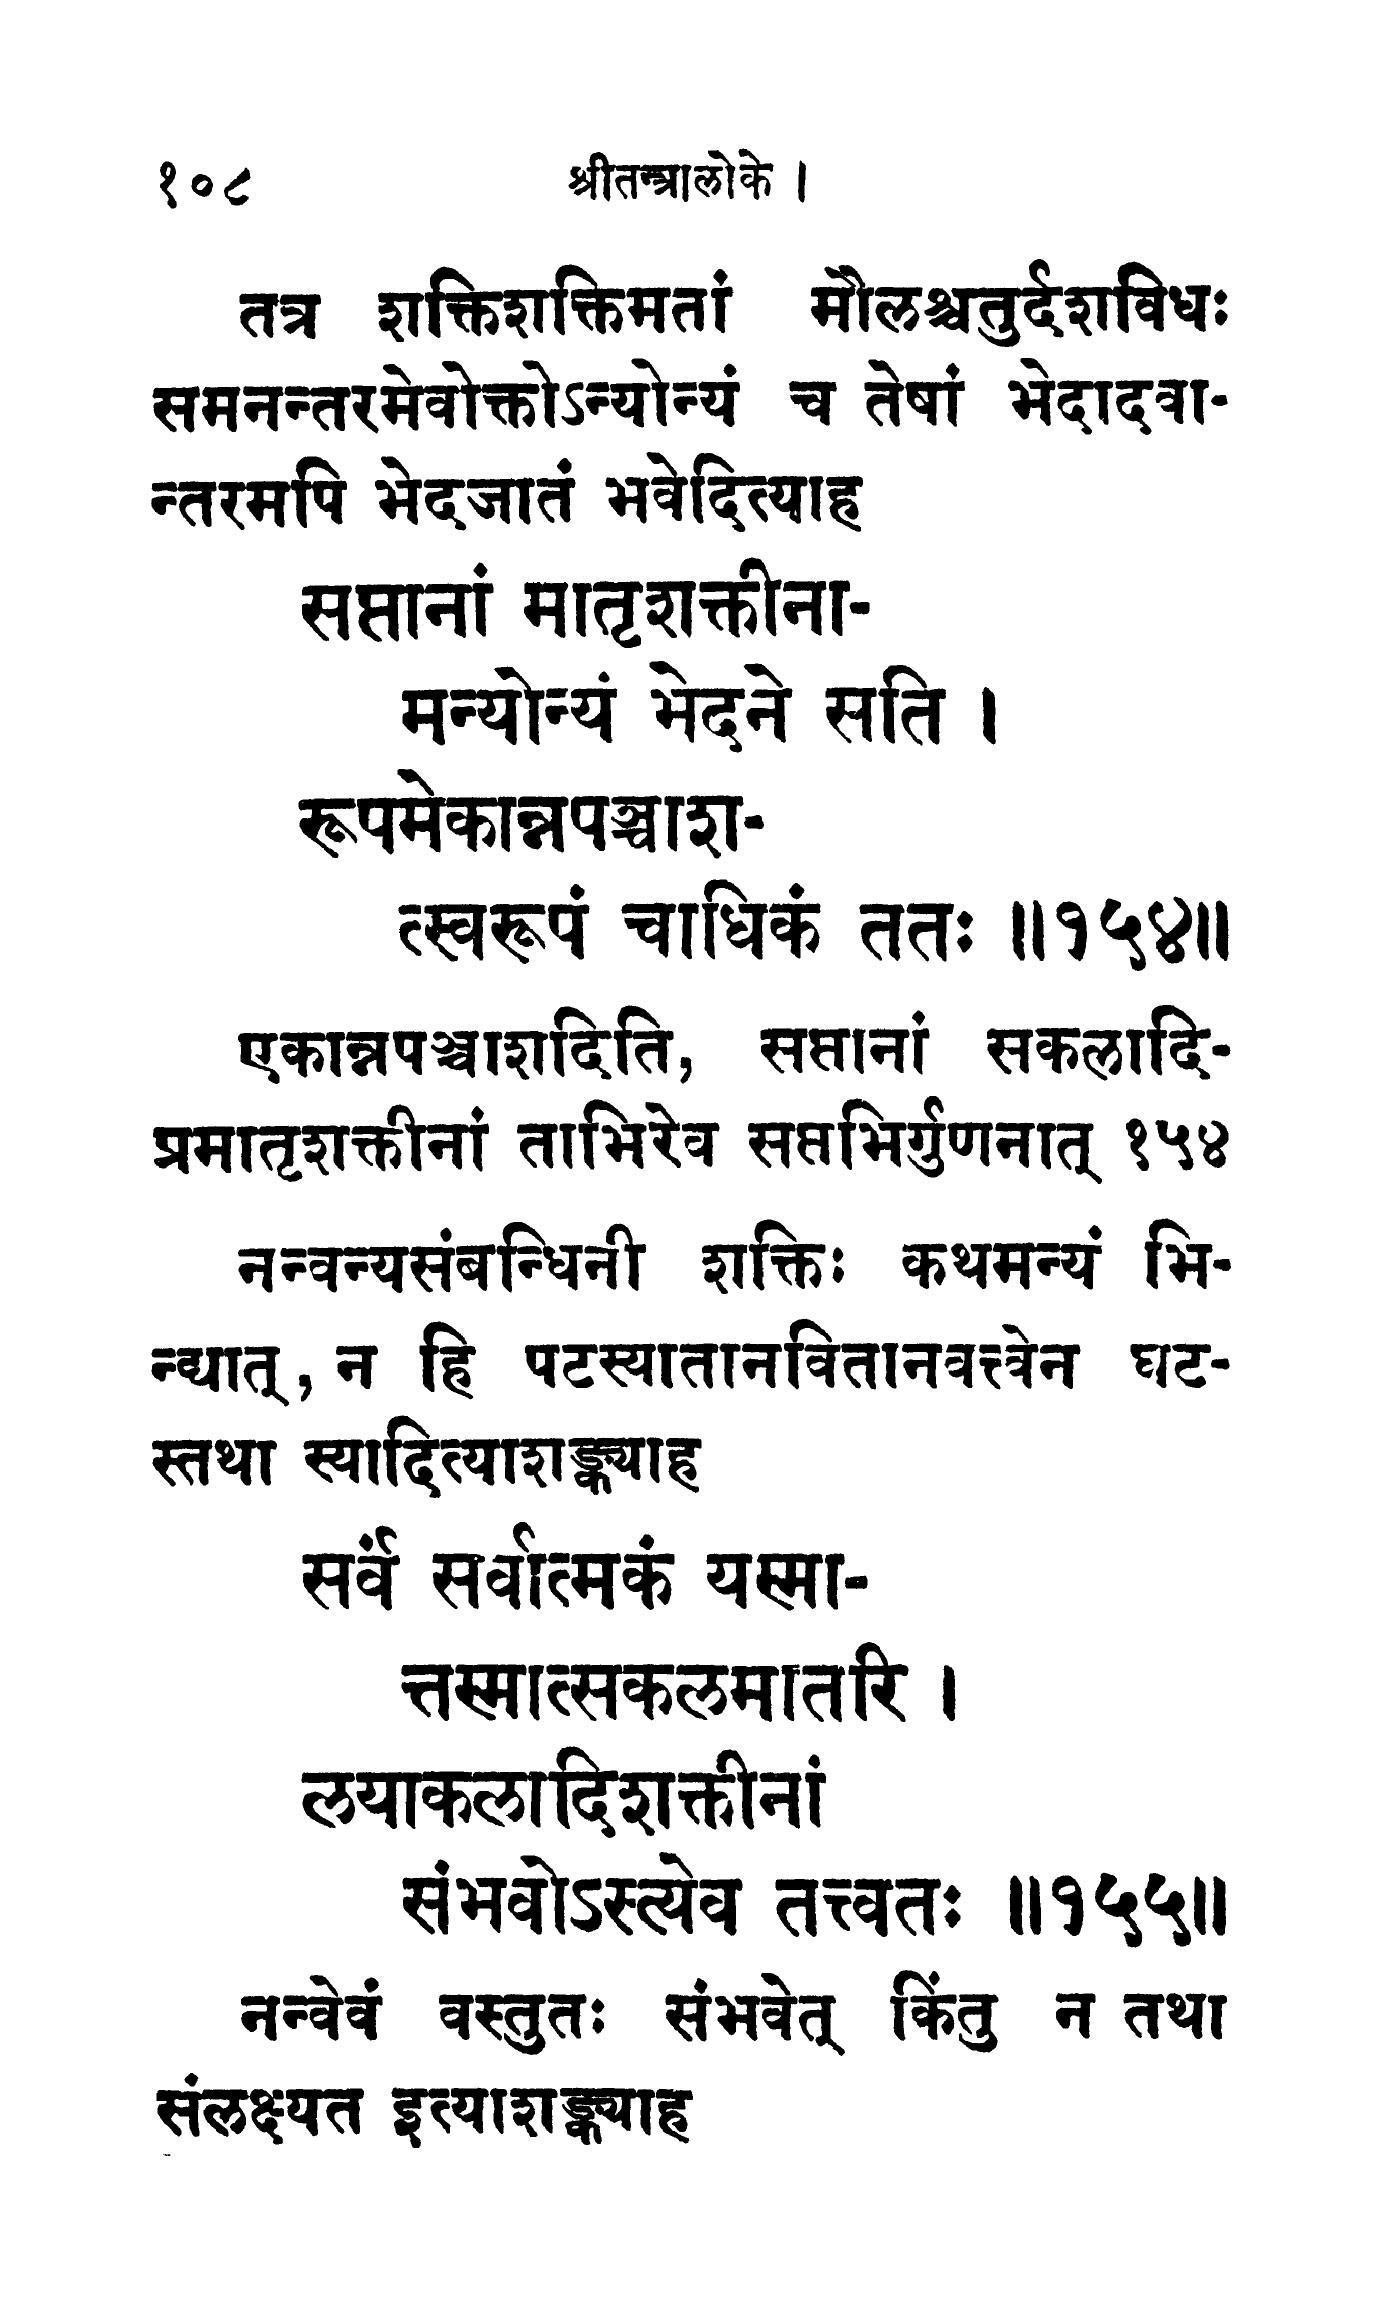 १०८ श्रीतन्त्रालोके ।
तत्र शक्तिशक्तिमतां मौलश्चतुर्दशविधः
समनन्तरमेवोक्तोऽन्योन्यं च तेषां भेदादवा-
न्तरमपि भेदजातं भवेदित्याह
सप्तानां मातृशक्तीना-
मन्योन्यं भेदने सति ।
रूपमेकान्नपञ्चाश-
त्स्वरूपं चाधिकं ततः ॥१५४॥
एकान्नपञ्चाशदिति, सप्तानां सकलादि-
प्रमातृशक्तीनां ताभिरेव सप्तभिर्गुणनात् १५४
नन्वन्यसंबन्धिनी शक्तिः कथमन्यं भि-
न्द्यात्, न हि पटस्यातानवितानवत्त्वेन घट-
स्तथा स्यादित्याशङ्क्याह
सर्वं सर्वात्मकं यस्मा-
त्तस्मात्सकलमातरि ।
लयाकलादिशक्तीनां
संभवोऽस्त्येव तत्त्वतः ॥१५५॥
नन्वेवं वस्तुतः संभवेत् किंतु न तथा
संलक्ष्यत इत्याशङ्क्याह